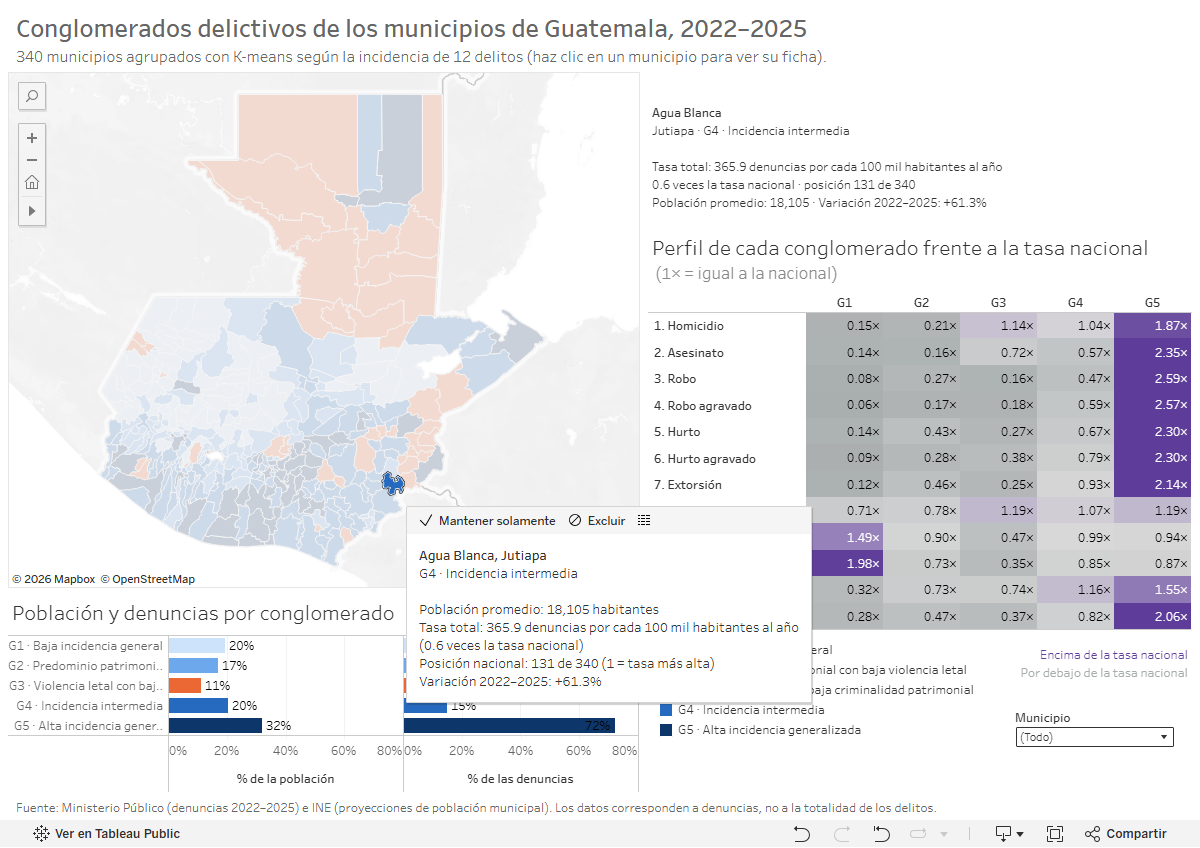 Conglomerados delictivos de los municipios de Guatemala, 2022–2025
340 municipios agrupados con K-means según la incidencia de 12 delitos (haz clic en un municipio para ver su ficha).
Agua Blanca
Jutiapa · G4 · Incidencia intermedia
Tasa total: 365.9 denuncias por cada 100 mil habitantes al año
0.6 veces la tasa nacional · posición 131 de 340
Población promedio: 18,105 · Variación 2022–2025: +61.3%
Perfil de cada conglomerado frente a la tasa nacional
(1× = igual a la nacional)
G1 G2 G3 G4 G5
1. Homicidio 0.15× 0.21× 1.14× 1.04× 1.87×
2. Asesinato 0.14× 0.16× 0.72× 0.57× 2.35×
3. Robo 0.08× 0.27× 0.16× 0.47× 2.59×
4. Robo agravado 0.06× 0.17× 0.18× 0.59× 2.57×
5. Hurto 0.14× 0.43× 0.27× 0.67× 2.30×
6. Hurto agravado 0.09× 0.28× 0.38× 0.79× 2.30×
7. Extorsión 0.12× 0.46× 0.25× 0.93× 2.14×
0.71× 0.78× 1.19× 1.07× 1.19×
1.49× 0.90× 0.47× 0.99× 0.94×
1.98× 0.73× 0.35× 0.85× 0.87×
0.32× 0.73× 0.74× 1.16× 1.55×
0.28× 0.47× 0.37× 0.82× 2.06×
Mantener solamente Excluir
Agua Blanca, Jutiapa
G4 · Incidencia intermedia
Población promedio: 18,105 habitantes
Tasa total: 365.9 denuncias por cada 100 mil habitantes al año
(0.6 veces la tasa nacional)
Posición nacional: 131 de 340 (1 = tasa más alta)
Variación 2022–2025: +61.3%
© 2026 Mapbox © OpenStreetMap
Población y denuncias por conglomerado
G1 · Baja incidencia general 20%
G2 · Predominio patrimoni.. 17%
G3 · Violencia letal con baj.. 11%
G4 · Incidencia intermedia 20% 15%
G5 · Alta incidencia gener.. 32% 72%
0% 20% 40% 60% 80% 0% 20% 40% 60% 80%
% de la población % de las denuncias
eral
onial con baja violencia letal
baja criminalidad patrimonial
G4 · Incidencia intermedia
G5 · Alta incidencia generalizada
Encima de la tasa nacional
Por debajo de la tasa nacional
Municipio
(Todo)
Fuente: Ministerio Público (denuncias 2022–2025) e INE (proyecciones de población municipal). Los datos corresponden a denuncias, no a la totalidad de los delitos.
Ver en Tableau Public Compartir